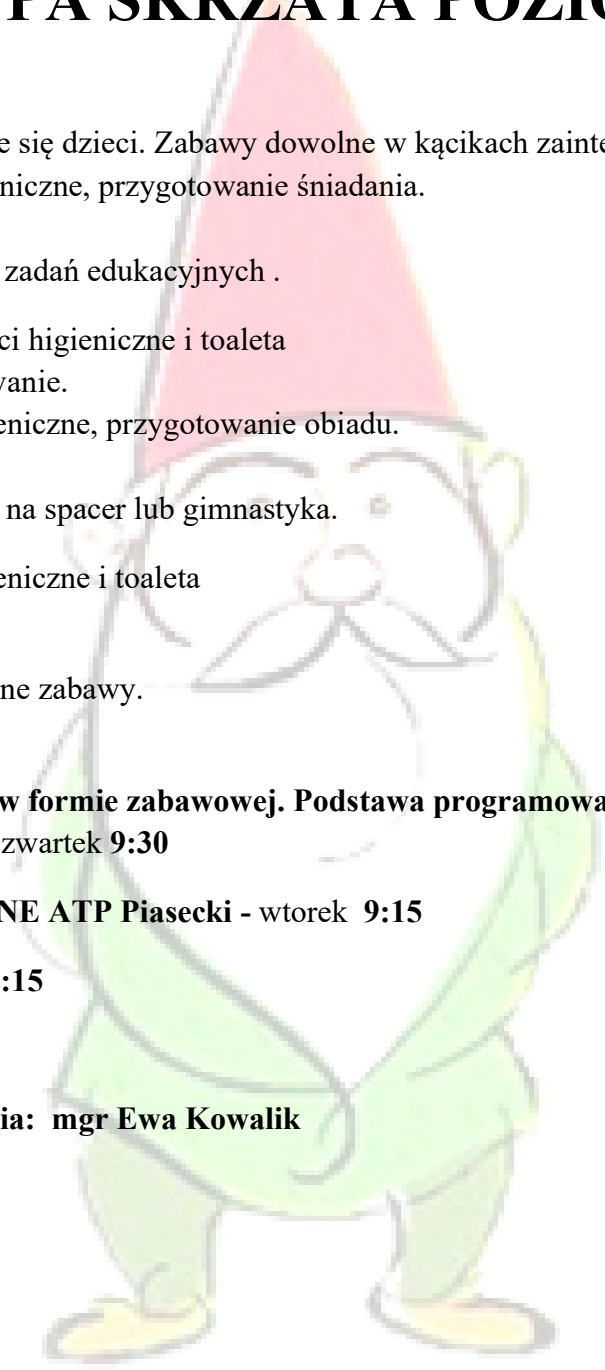 PA SKRZATA POZIO
e się dzieci. Zabawy dowolne w kącikach zainte
niczne, przygotowanie śniadania.
zadań edukacyjnych .
ci higieniczne i toaleta
wanie.
eniczne, przygotowanie obiadu.
na spacer lub gimnastyka.
eniczne i toaleta
ne zabawy.
w formie zabawowej. Podstawa programowa
zwartek 9:30
NE ATP Piasecki - wtorek 9:15
:15
ia: mgr Ewa Kowalik